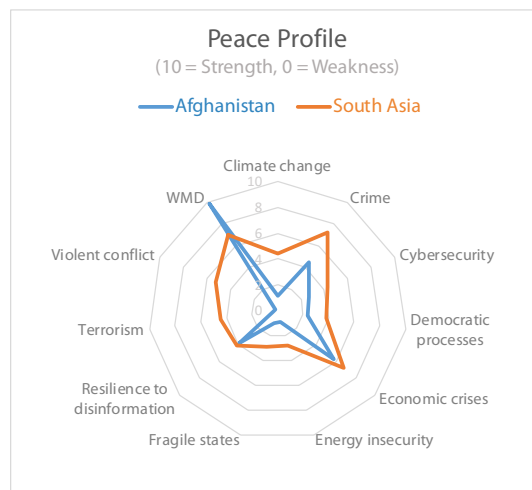 Peace Profile
(10 = Strength, 0 = Weakness)
Afghanistan South Asia
Climate change
10
8
6
4
2
0
WMD
Crime
Violent conflict
Cybersecurity
Terrorism
Democratic
processes
Resilience to
disinformation
Economic crises
Fragile states
Energy insecurity